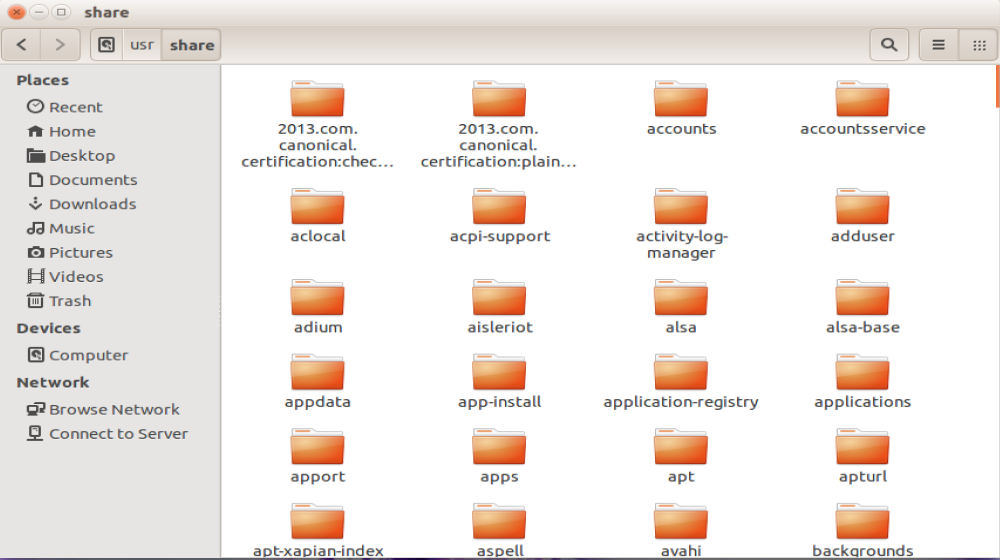 share
usr share
Places
Recent
Home
Desktop
Documents
Downloads
Music
Pictures
Videos
Trash
Devices
Computer
Network
Browse Network
Connect to Server
2013.com.
canonical.
certification:chec...
2013.com.
canonical.
certification:plain...
accounts
accountsservice
aclocal
acpi-support
activity-log-
manager
adduser
adium
aisleriot
alsa
alsa-base
appdata
app-install
application-registry
applications
apport
apps
apt
apturl
apt-xapian-index
aspell
avahi
backgrounds